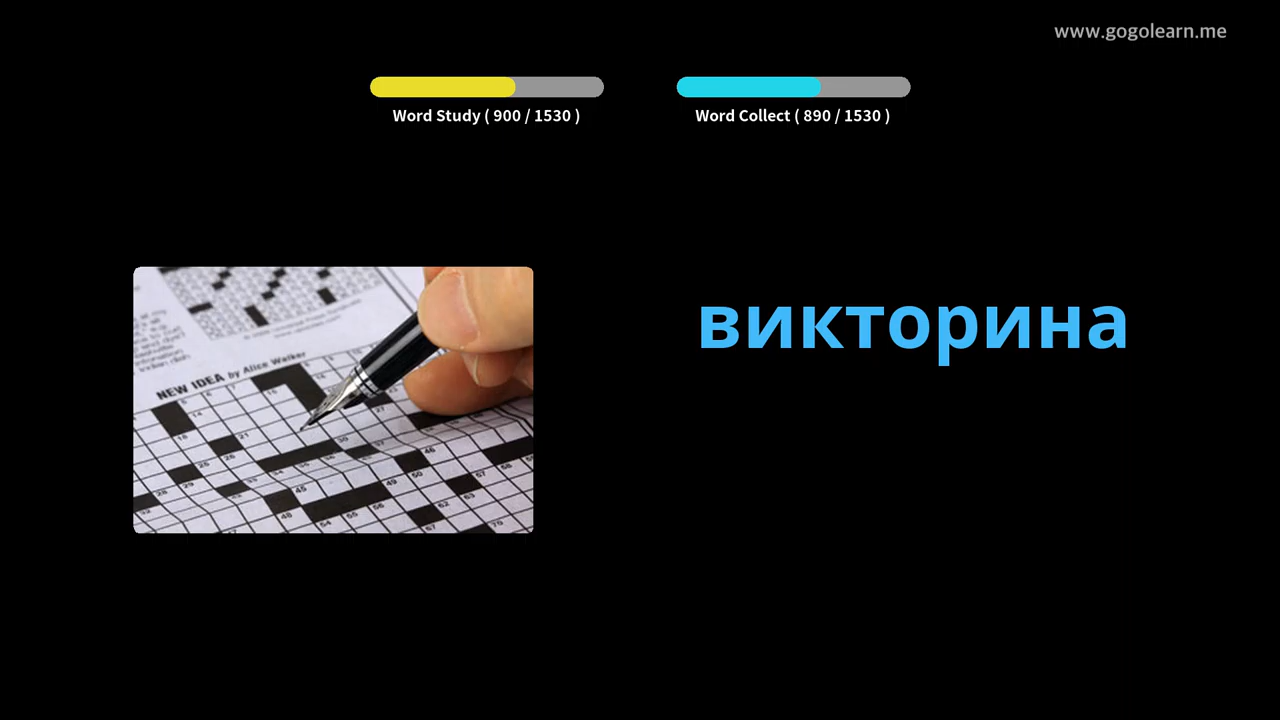 www.gogolearn.me
Word Study ( 900 / 1530 )
Word Collect ( 890 / 1530 )
викторина
NEW IDEA by Alice Walker